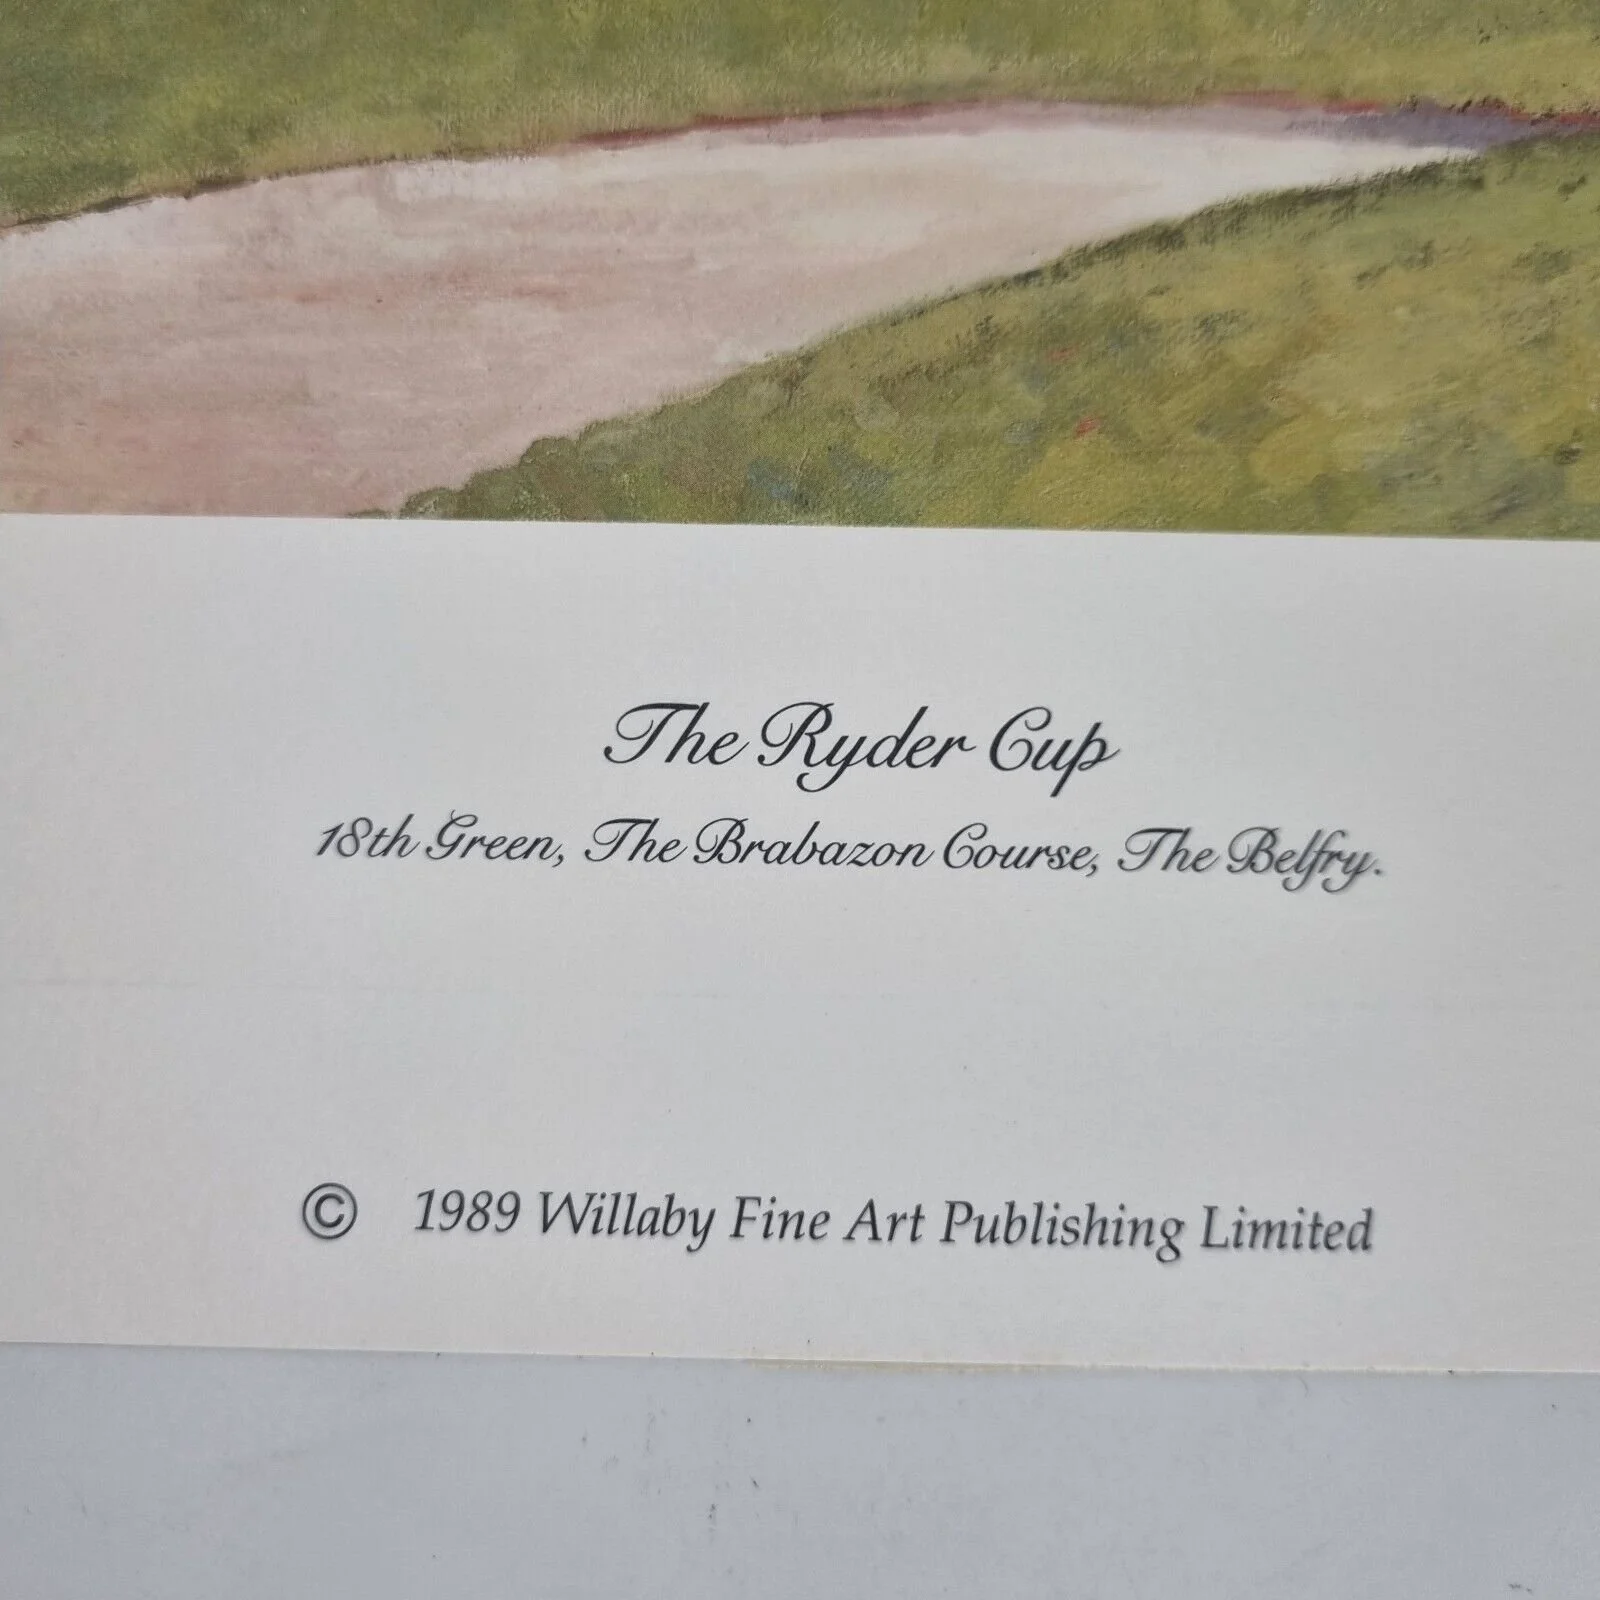 The Ryder Cup
18th Green, The Brabazon Course, The Belfry.
© 1989 Willaby Fine Art Publishing Limited